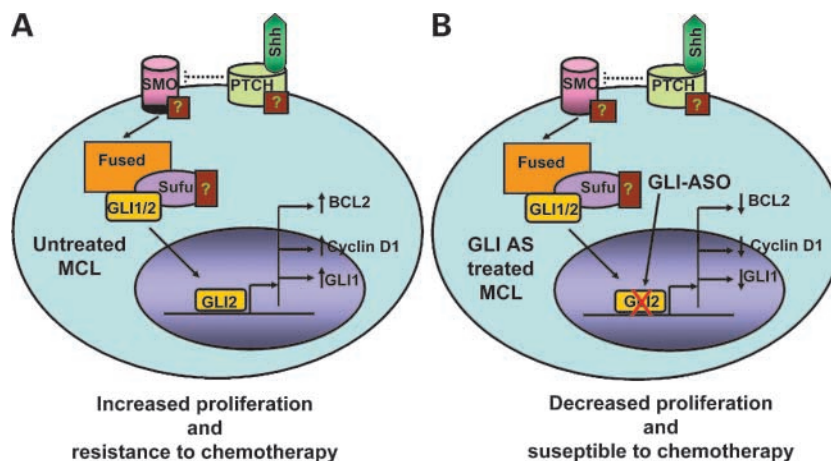 A
Shh
SMO
PTCH
?
?
Fused
Sufu
?
GLI1/2
BCL2
Untreated
MCL
Cyclin D1
GLI1
GLI2
Increased proliferation
and
resistance to chemotherapy
B
Shh
SMO
PTCH
?
?
Fused
Sufu
?
GLI-ASO
GLI1/2
BCL2
GLI AS
treated
MCL
Cyclin D1
GLI1
GLI2
Decreased proliferation
and
suseptible to chemotherapy